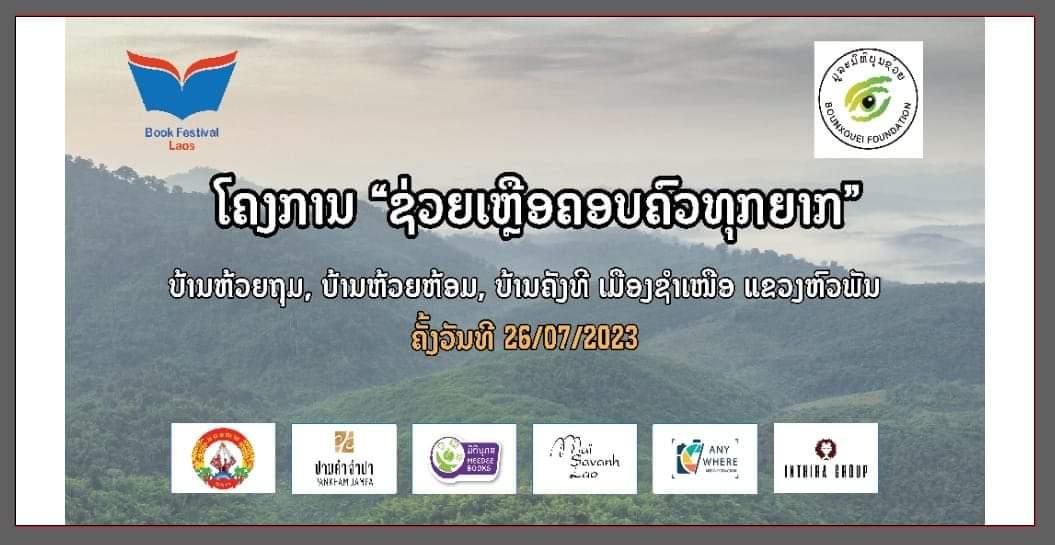 Book Festival
Laos
ມູນລະນິທິບຸນຂວຍ
BOUNXOUEI FOUNDATION
ໂຄງການ “ຊ່ວຍເຫຼືອຄອບຄົວທຸກຍາກ”
ບ້ານຫ້ວຍຖຸມ, ບ້ານຫ້ວຍຫ້ອມ, ບ້ານຄັງທີ ເມືອງຊຳເໜືອ ແຂວງຫົວພັນ
ຄັ້ງວັນທີ 26/07/2023
ປານຄຳຈຳປາ
PANKHAM JAMPA
ມີດີບຸກສ໌
MEEDEE
BOOKS
Mai
Savanh
Lao
ANY
WHERE
INTHIRA GROUP